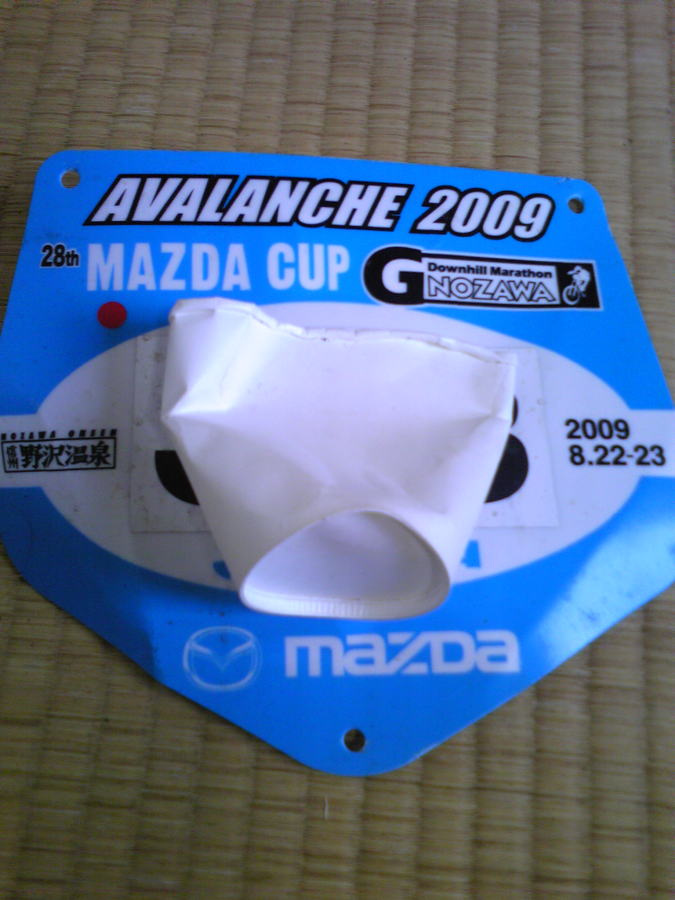 AVALANCHE 2009
28th MAZDA CUP
G Downhill Marathon
NOZAWA
NOZAWA ONSEN
信州 野沢温泉
2009
8.22-23
mazda